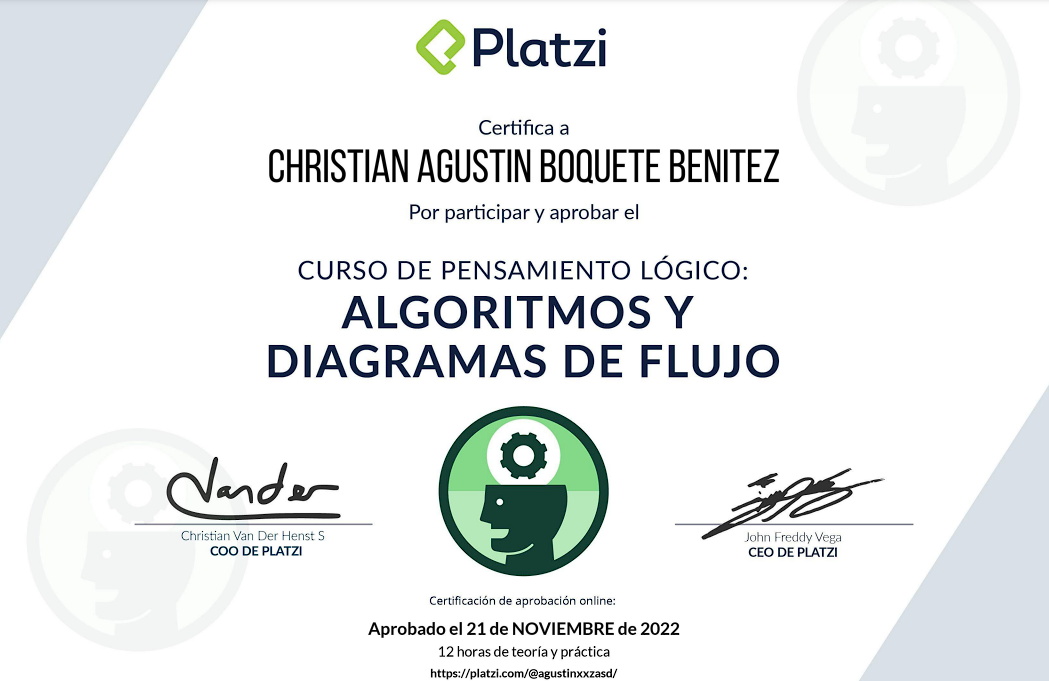 Platzi
Certifica a
CHRISTIAN AGUSTIN BOQUETE BENITEZ
Por participar y aprobar el
CURSO DE PENSAMIENTO LÓGICO:
ALGORITMOS Y
DIAGRAMAS DE FLUJO
Vander
Christian Van Der Henst S
COO DE PLATZI
John Freddy Vega
CEO DE PLATZI
Certificación de aprobación online:
Aprobado el 21 de NOVIEMBRE de 2022
12 horas de teoría y práctica
https://platzi.com/@agustinxxzasd/